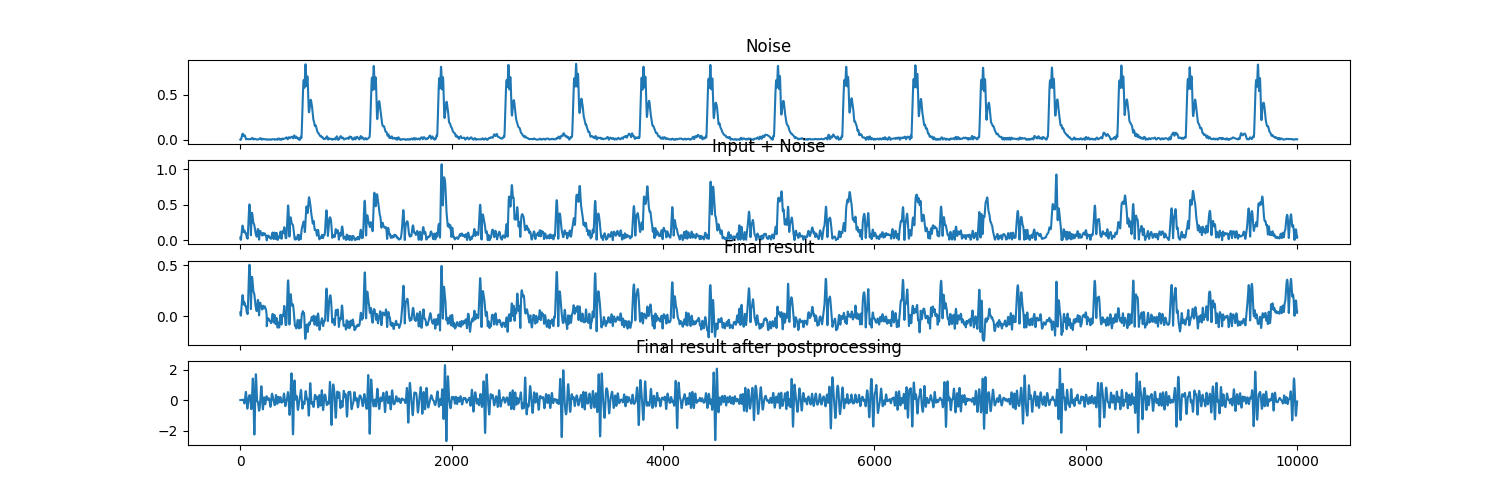 Noise
0.5
0.0
Input + Noise
1.0
0.5
0.0
Final result
0.5
0.0
Final result after postprocessing
2
0
−2
0 2000 4000 6000 8000 10000